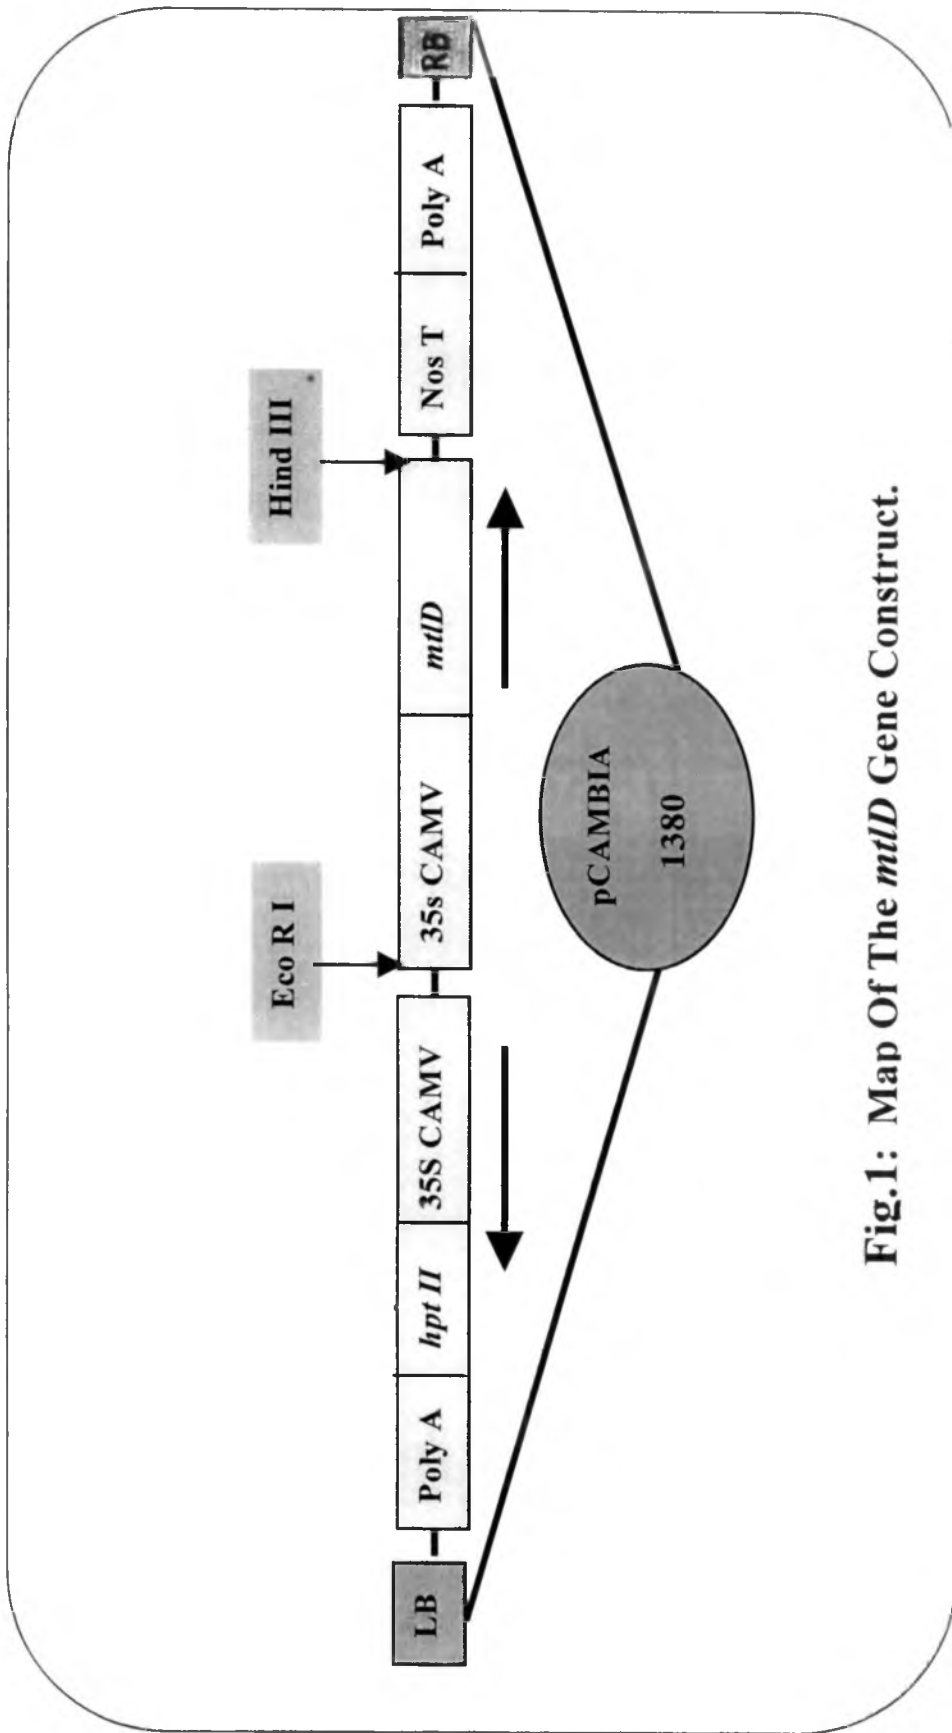 Eco R I
Hind III
LB
Poly A
hpt II
35S CAMV
35s CAMV
mtlD
Nos T
Poly A
RB
pCAMBIA
1380
Fig.1: Map Of The mtlD Gene Construct.